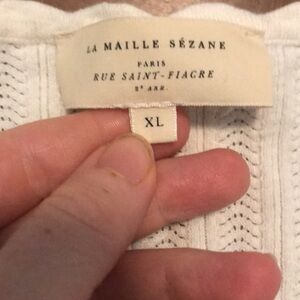 LA MAILLE SÉZANE
PARIS
RUE SAINT-FIACRE
2e ARR.
XL